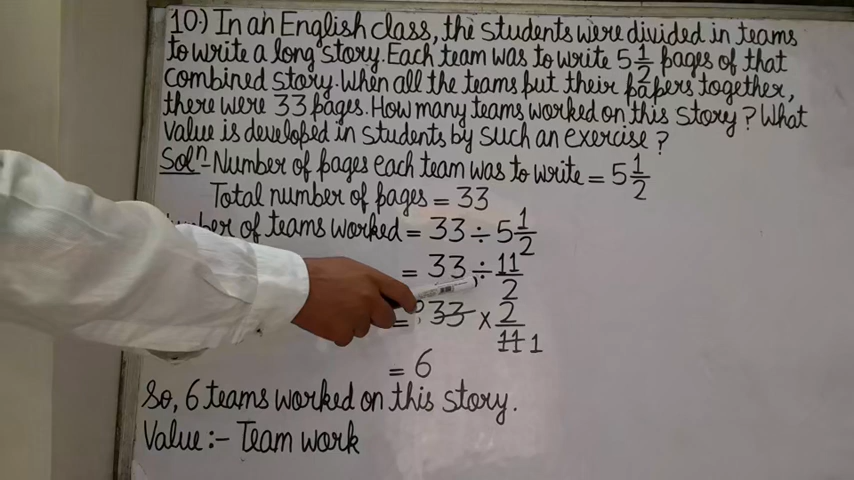 10.) In an English class, the students were divided in teams
to write a long story. Each team was to write 5 1/2 pages of that
combined story. When all the teams put their papers together,
there were 33 pages. How many teams worked on this story? What
value is developed in students by such an exercise?
Solⁿ- Number of pages each team was to write = 5 1/2
Total number of pages = 33
of teams worked = 33 ÷ 5 1/2
= 33 ÷ 11/2
= 33 × 2/11 1
= 6
So, 6 teams worked on this story.
Value :- Team work